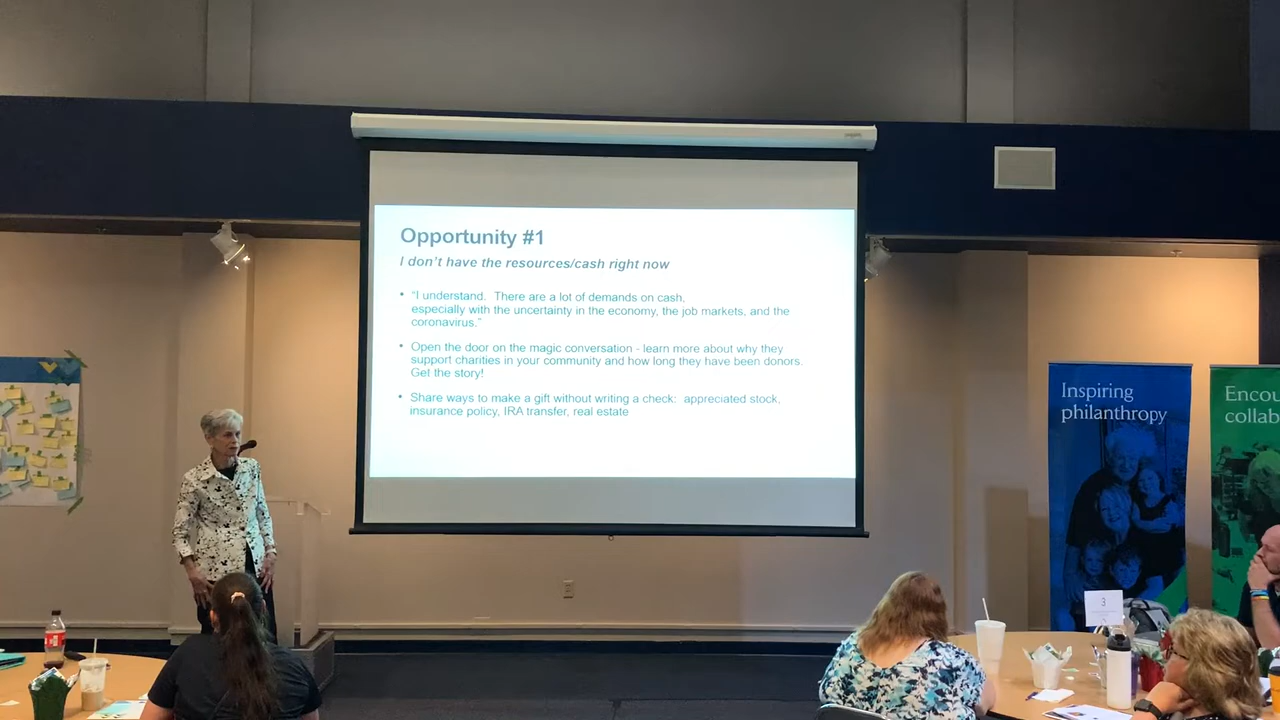 Opportunity #1
I don't have the resources/cash right now
• "I understand. There are a lot of demands on cash,
especially with the uncertainty in the economy, the job markets, and the
coronavirus."
• Open the door on the magic conversation - learn more about why they
support charities in your community and how long they have been donors.
Get the story!
• Share ways to make a gift without writing a check: appreciated stock,
insurance policy, IRA transfer, real estate
Inspiring
philanthropy
Encou
collab
3